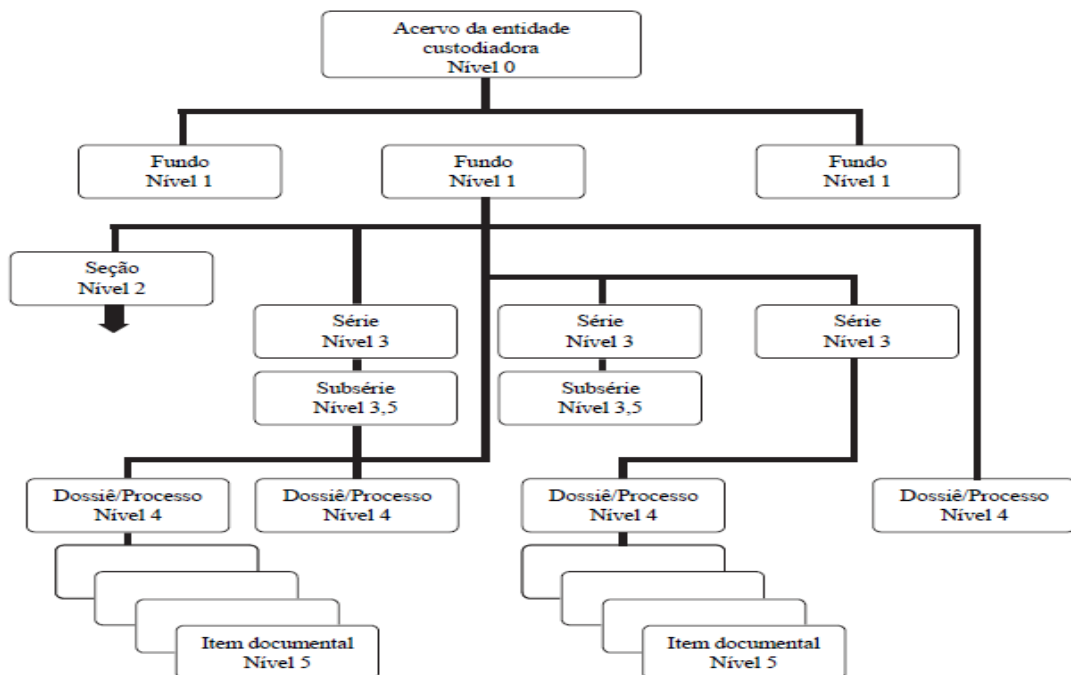 Acervo da entidade
custodiadora
Nível 0
Fundo
Nível 1
Fundo
Nível 1
Fundo
Nível 1
Seção
Nível 2
Série
Nível 3
Série
Nível 3
Série
Nível 3
Subsérie
Nível 3,5
Subsérie
Nível 3,5
Dossiê/Processo
Nível 4
Dossiê/Processo
Nível 4
Dossiê/Processo
Nível 4
Dossiê/Processo
Nível 4
Item documental
Nível 5
Item documental
Nível 5